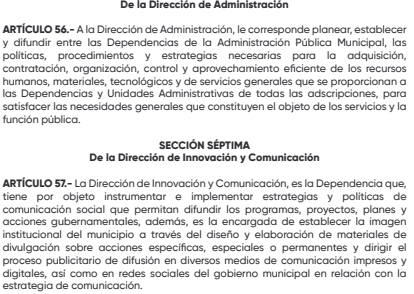 De la Dirección de Administración
ARTÍCULO 56.- A la Dirección de Administración, le corresponde planear, establecer
y difundir entre las Dependencias de la Administración Pública Municipal, las
políticas, procedimientos y estrategias necesarias para la adquisición,
contratación, organización, control y aprovechamiento eficiente de los recursos
humanos, materiales, tecnológicos y de servicios generales que se proporcionan a
las Dependencias y Unidades Administrativas de todas las adscripciones, para
satisfacer las necesidades generales que constituyen el objeto de los servicios y la
función pública.
SECCIÓN SÉPTIMA
De la Dirección de Innovación y Comunicación
ARTÍCULO 57.- La Dirección de Innovación y Comunicación, es la Dependencia que,
tiene por objeto instrumentar e implementar estrategias y políticas de
comunicación social que permitan difundir los programas, proyectos, planes y
acciones gubernamentales, además, es la encargada de establecer la imagen
institucional del municipio a través del diseño y elaboración de materiales de
divulgación sobre acciones específicas, especiales o permanentes y dirigir el
proceso publicitario de difusión en diversos medios de comunicación impresos y
digitales, así como en redes sociales del gobierno municipal en relación con la
estrategia de comunicación.